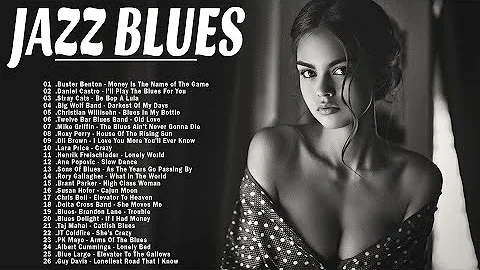 JAZZ BLUES
01 .Buster Benton - Money Is The Name of The Game
02 .Daniel Castro - I'll Play The Blues For You
03 .Stray Cats - Be Bop A Lula
04 .Big Wolf Band - Darkest Of My Days
05 .Christian Willisohn - Blues In My Bottle
06 .Twelve Bar Blues Band - Old Love
07 .Mike Griffin - The Blues Ain't Never Gonna Die
08 .Roxy Perry - House Of The Rising Sun
09 .Oli Brown - I Love You More You'll Ever Know
10 .Lara Price - Crazy
11 .Henrik Freischlader - Lonely World
12 .Ana Popovic - Slow Dance
13 .Sons Of Blues - As The Years Go Passing By
14 .Rory Gallagher - What In The World
15 .Brant Parker - High Class Woman
16 .Susan Hofer - Cajun Moon
17 .Chris Bell - Elevator To Heaven
18 .Delta Cross Band - She Moves Me
19 .Blues- Brandon Lane - Trouble
20 .Blues Delight - If I Had Money
21 .Taj Mahal - Catfish Blues
22 .JT Coldfire - She's Crazy
23 .PK Mayo - Arms Of The Blues
24 .Albert Cummings - Lonely Bed
25 .Blue Large - Elevator To The Gallows
26 .Guy Davis - Loneliest Road That I Know